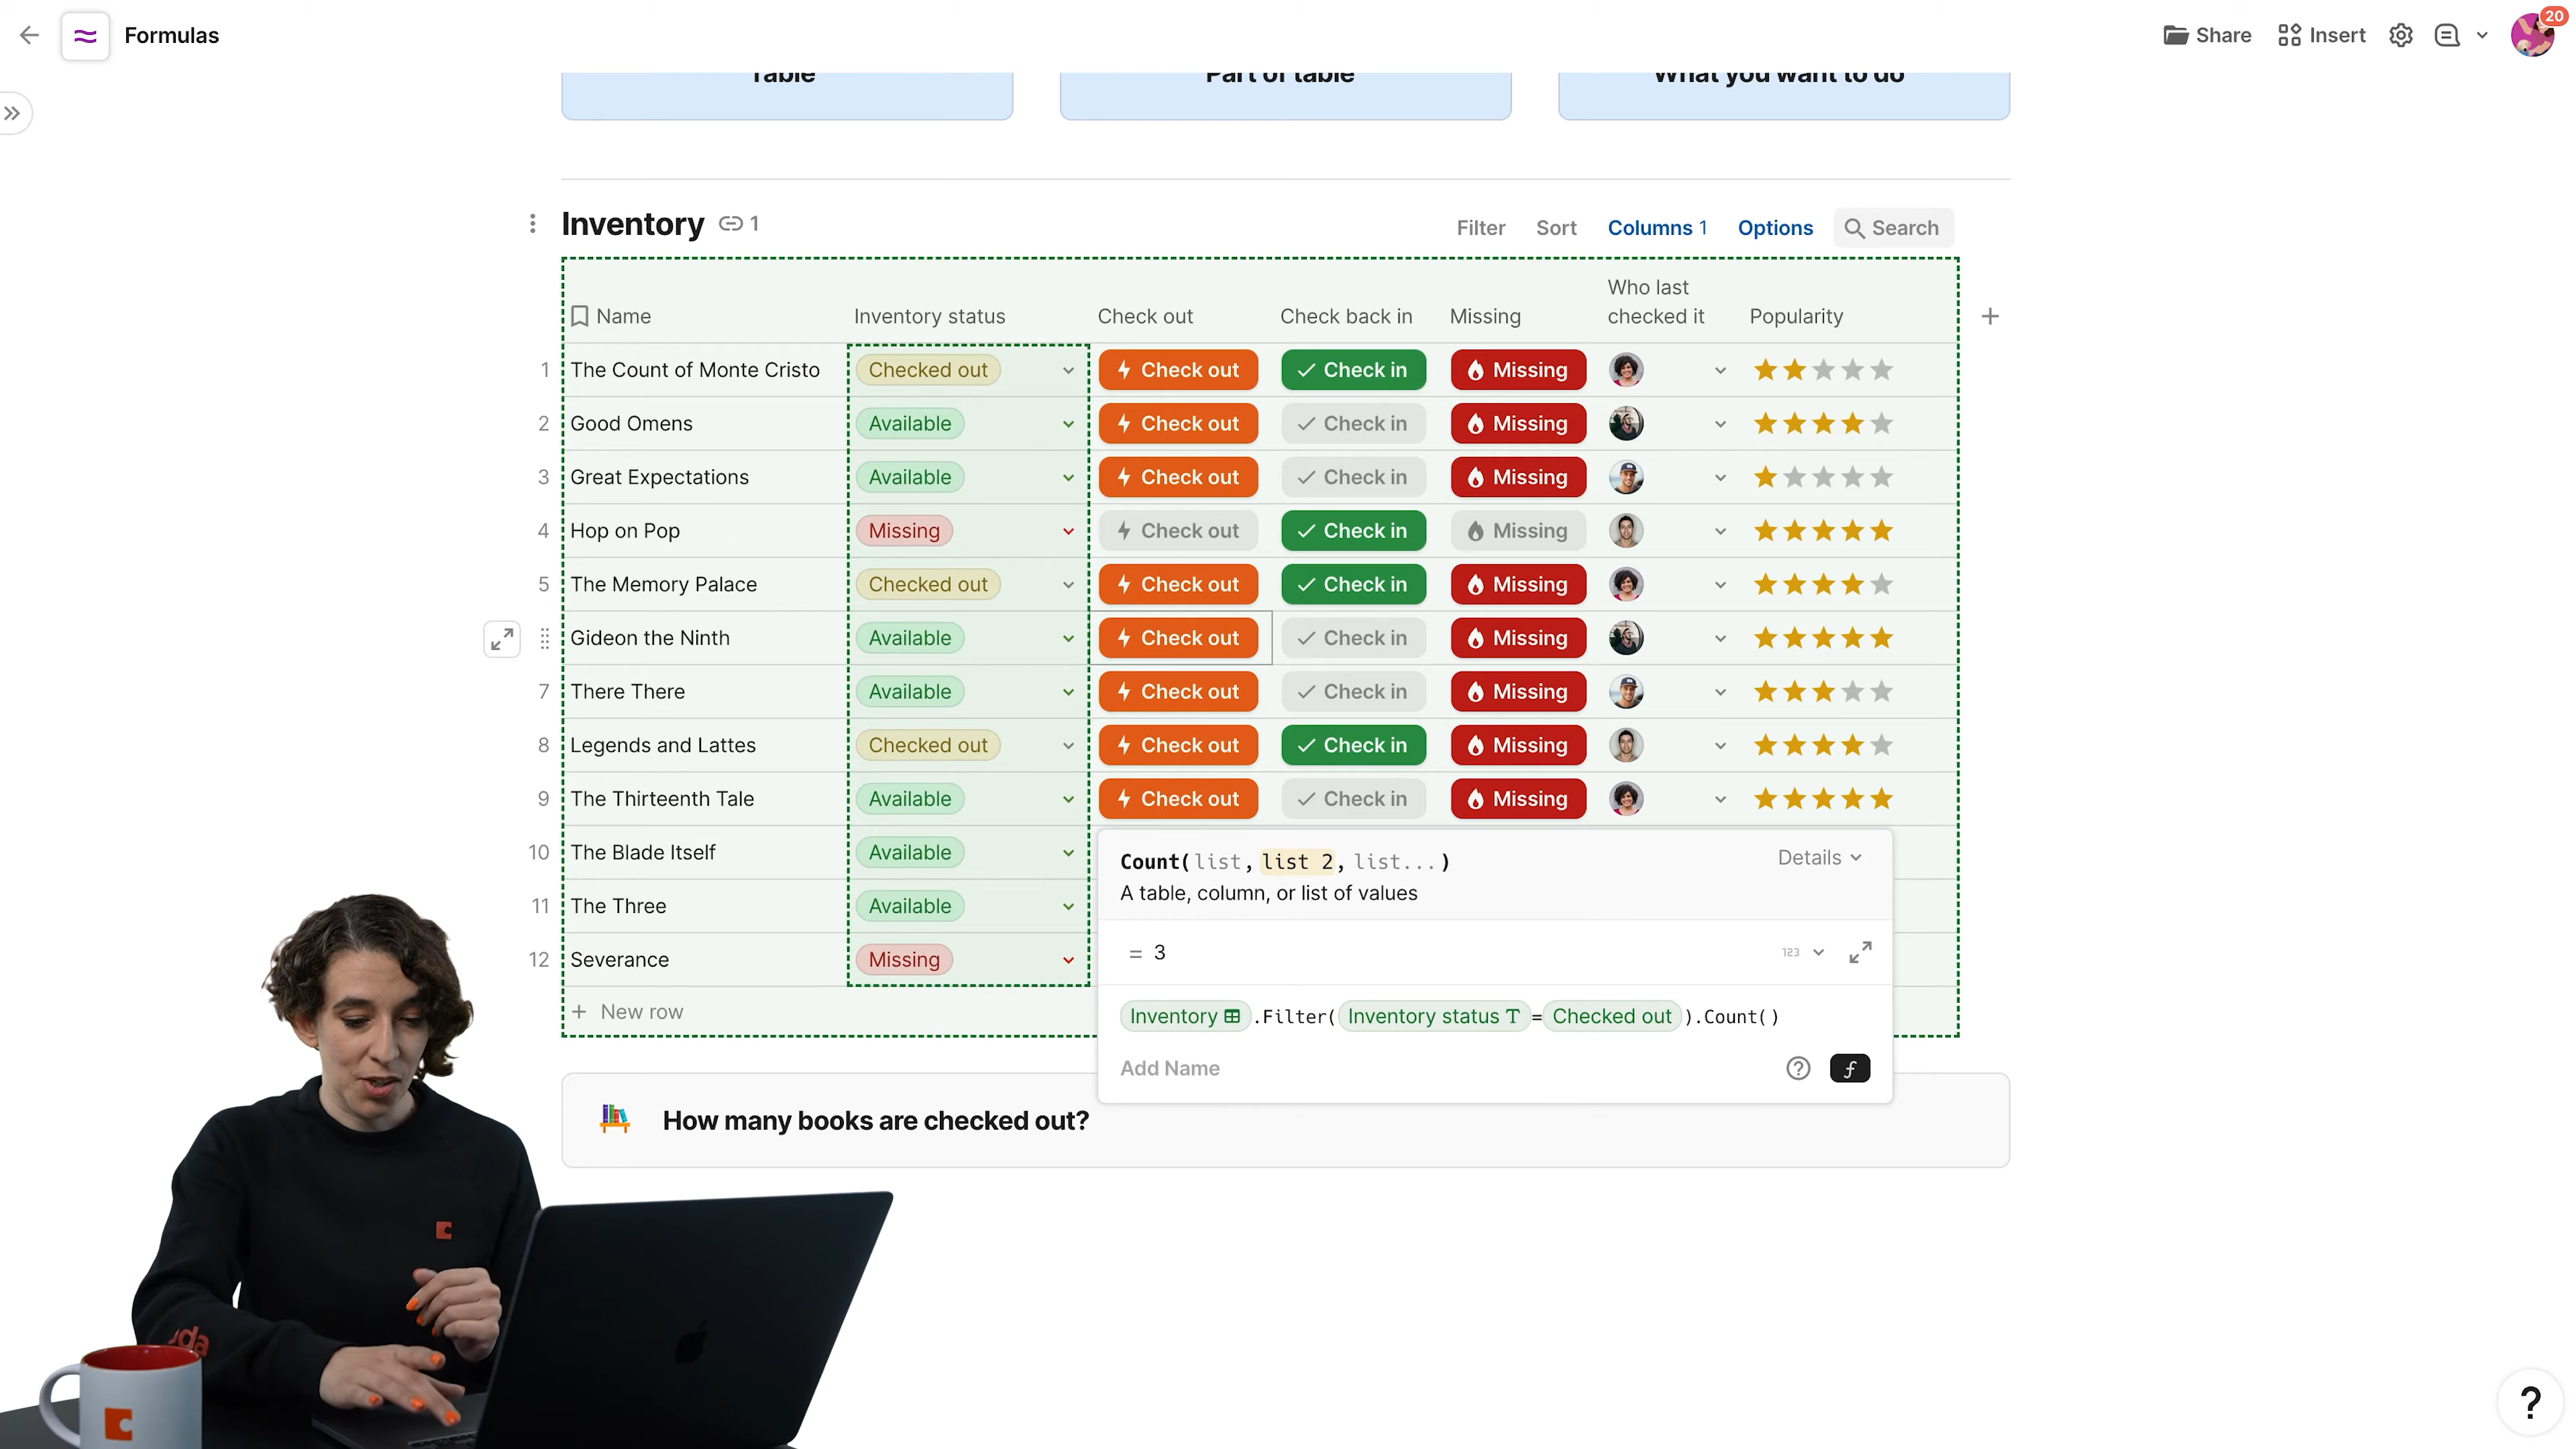 Formulas
Share
Insert
20
Table
Part of table
What you want to do
Inventory 1
Filter Sort Columns 1 Options Search
Name Inventory status Check out Check back in Missing Who last
checked it Popularity
1 The Count of Monte Cristo Checked out Check out Check in Missing
2 Good Omens Available Check out Check in Missing
3 Great Expectations Available Check out Check in Missing
4 Hop on Pop Missing Check out Check in Missing
5 The Memory Palace Checked out Check out Check in Missing
Gideon the Ninth Available Check out Check in Missing
7 There There Available Check out Check in Missing
8 Legends and Lattes Checked out Check out Check in Missing
9 The Thirteenth Tale Available Check out Check in Missing
10 The Blade Itself Available
11 The Three Available
12 Severance Missing
+ New row
Count(list, list 2, list...) Details
A table, column, or list of values
= 3 123
Inventory.Filter(Inventory status T=Checked out).Count()
Add Name ? ƒ
How many books are checked out?
?